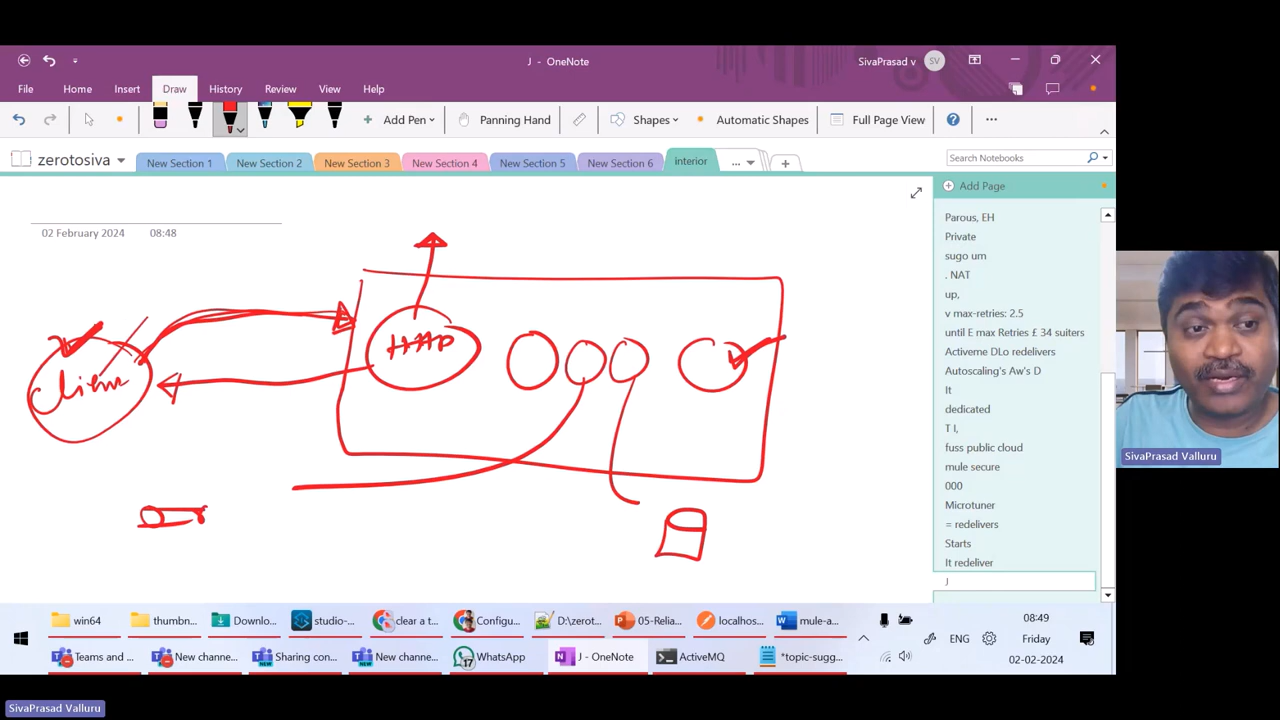 J - OneNote
SivaPrasad v
SV
File
Home
Insert
Draw
History
Review
View
Help
Add Pen
Panning Hand
Shapes
Automatic Shapes
Full Page View
zerotosiva
New Section 1
New Section 2
New Section 3
New Section 4
New Section 5
New Section 6
interior
...
Search Notebooks
Add Page
02 February 2024
08:48
Parous, EH
Private
sugo um
. NAT
up,
v max-retries: 2.5
until E max Retries £ 34 suiters
Activeme DLo redelivers
Autoscaling's Aw's D
It
dedicated
T I,
fuss public cloud
mule secure
000
Microtuner
= redelivers
Starts
It redeliver
J
HTTP
Client
SivaPrasad Valluru
win64
thumbn...
Downlo...
studio-...
clear a t...
Configu...
D:\zerot...
05-Relia...
localhos...
mule-a...
ENG
08:49
Friday
02-02-2024
Teams and ...
New channe...
Sharing con...
New channe...
17
WhatsApp
J - OneNote
ActiveMQ
*topic-sugg...
SivaPrasad Valluru